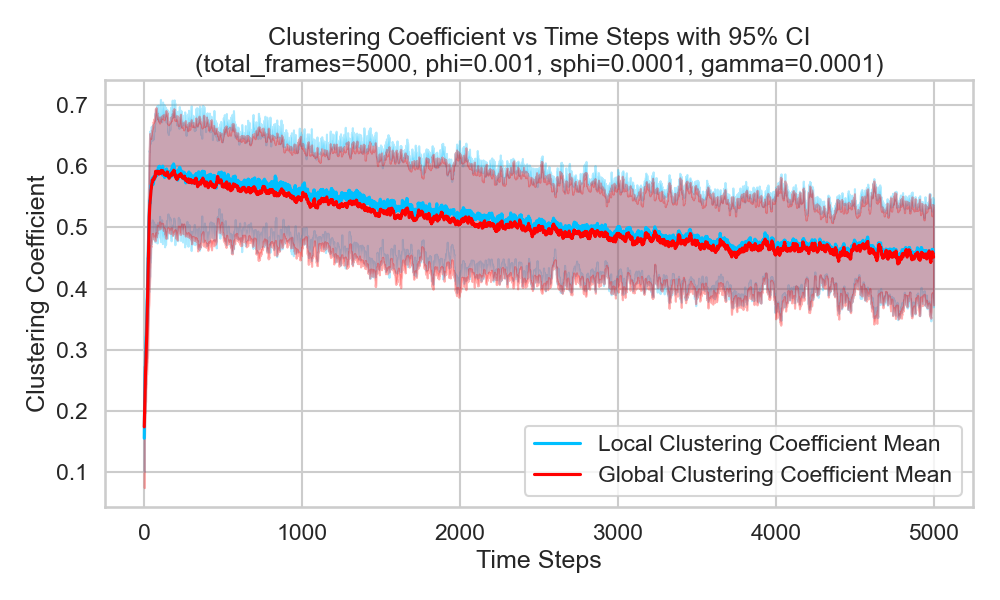 Clustering Coefficient vs Time Steps with 95% CI
(total_frames=5000, phi=0.001, sphi=0.0001, gamma=0.0001)
Clustering Coefficient
0.7
0.6
0.5
0.4
0.3
0.2
0.1
Local Clustering Coefficient Mean
Global Clustering Coefficient Mean
0 1000 2000 3000 4000 5000
Time Steps